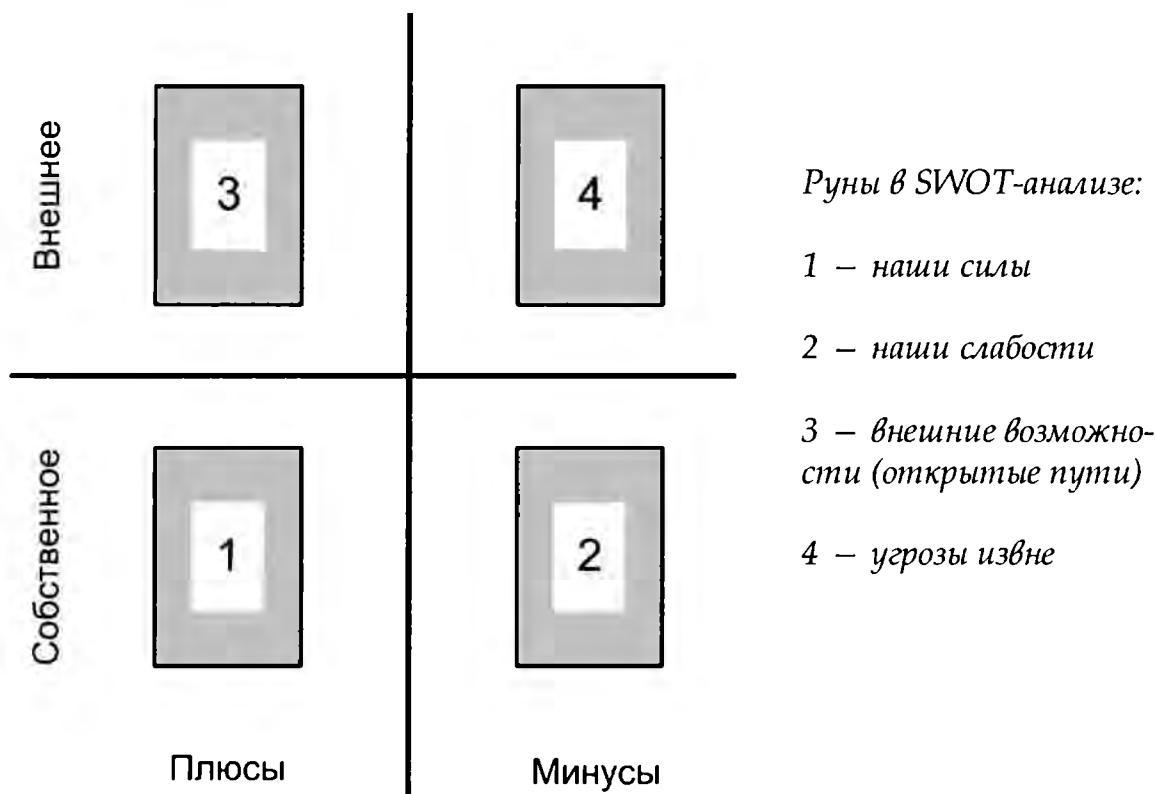 Внешнее
3
4
Собственное
1
2
Плюсы
Минусы
Руны в SWOT-анализе:
1 – наши силы
2 – наши слабости
3 – внешние возможно-
сти (открытые пути)
4 – угрозы извне